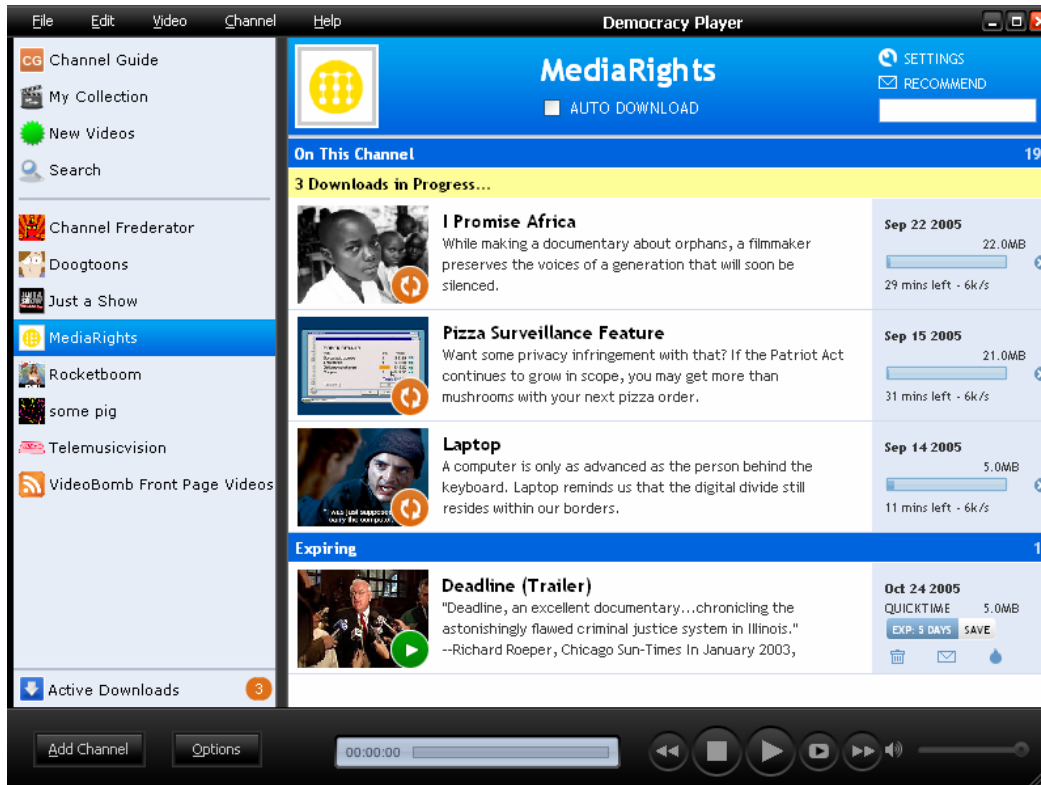 File Edit Video Channel Help Democracy Player
CG Channel Guide
My Collection
New Videos
Search
Channel Frederator
Doogtoons
Just a Show
MediaRights
Rocketboom
some pig
Telemusicvision
VideoBomb Front Page Videos
Active Downloads 3
MediaRights
AUTO DOWNLOAD
SETTINGS
RECOMMEND
On This Channel 19
3 Downloads in Progress...
I Promise Africa
While making a documentary about orphans, a filmmaker
preserves the voices of a generation that will soon be
silenced.
Sep 22 2005
22.0MB
29 mins left - 6k/s
Pizza Surveillance Feature
Want some privacy infringement with that? If the Patriot Act
continues to grow in scope, you may get more than
mushrooms with your next pizza order.
Sep 15 2005
21.0MB
31 mins left - 6k/s
Laptop
A computer is only as advanced as the person behind the
keyboard. Laptop reminds us that the digital divide still
resides within our borders.
Sep 14 2005
5.0MB
11 mins left - 6k/s
Expiring 1
Deadline (Trailer)
"Deadline, an excellent documentary...chronicling the
astonishingly flawed criminal justice system in Illinois."
--Richard Roeper, Chicago Sun-Times In January 2003,
Oct 24 2005
QUICKTIME 5.0MB
EXP: 5 DAYS SAVE
Add Channel Options 00:00:00